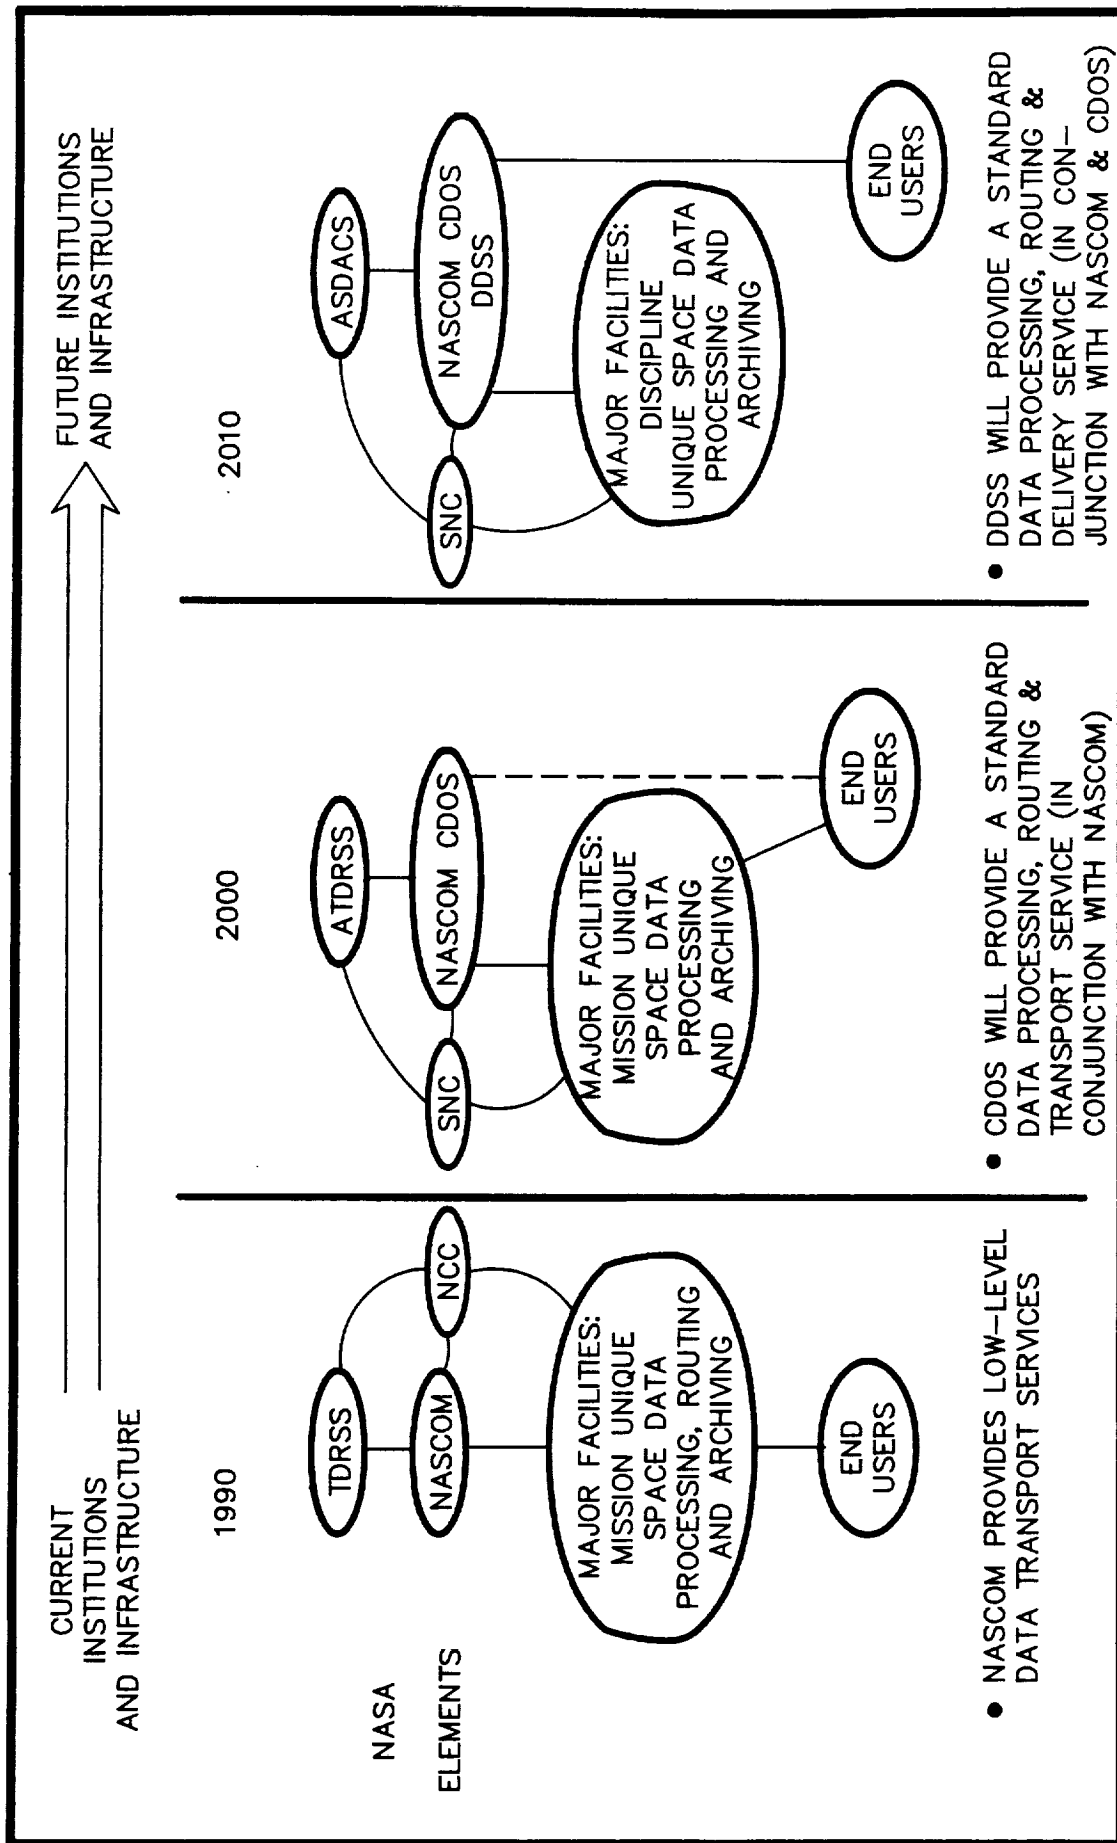 CURRENT
INSTITUTIONS
AND INFRASTRUCTURE
FUTURE INSTITUTIONS
AND INFRASTRUCTURE
NASA
ELEMENTS
1990
TDRSS
NASCOM
NCC
MAJOR FACILITIES:
MISSION UNIQUE
SPACE DATA
PROCESSING, ROUTING
AND ARCHIVING
END
USERS
• NASCOM PROVIDES LOW-LEVEL
DATA TRANSPORT SERVICES
2000
ATDRSS
SNC
NASCOM CDOS
MAJOR FACILITIES:
MISSION UNIQUE
SPACE DATA
PROCESSING
AND ARCHIVING
END
USERS
• CDOS WILL PROVIDE A STANDARD
DATA PROCESSING, ROUTING &
TRANSPORT SERVICE (IN
CONJUNCTION WITH NASCOM)
2010
ASDACS
SNC
NASCOM CDOS
DDSS
MAJOR FACILITIES:
DISCIPLINE
UNIQUE SPACE DATA
PROCESSING AND
ARCHIVING
END
USERS
• DDSS WILL PROVIDE A STANDARD
DATA PROCESSING, ROUTING &
DELIVERY SERVICE (IN CON-
JUNCTION WITH NASCOM & CDOS)